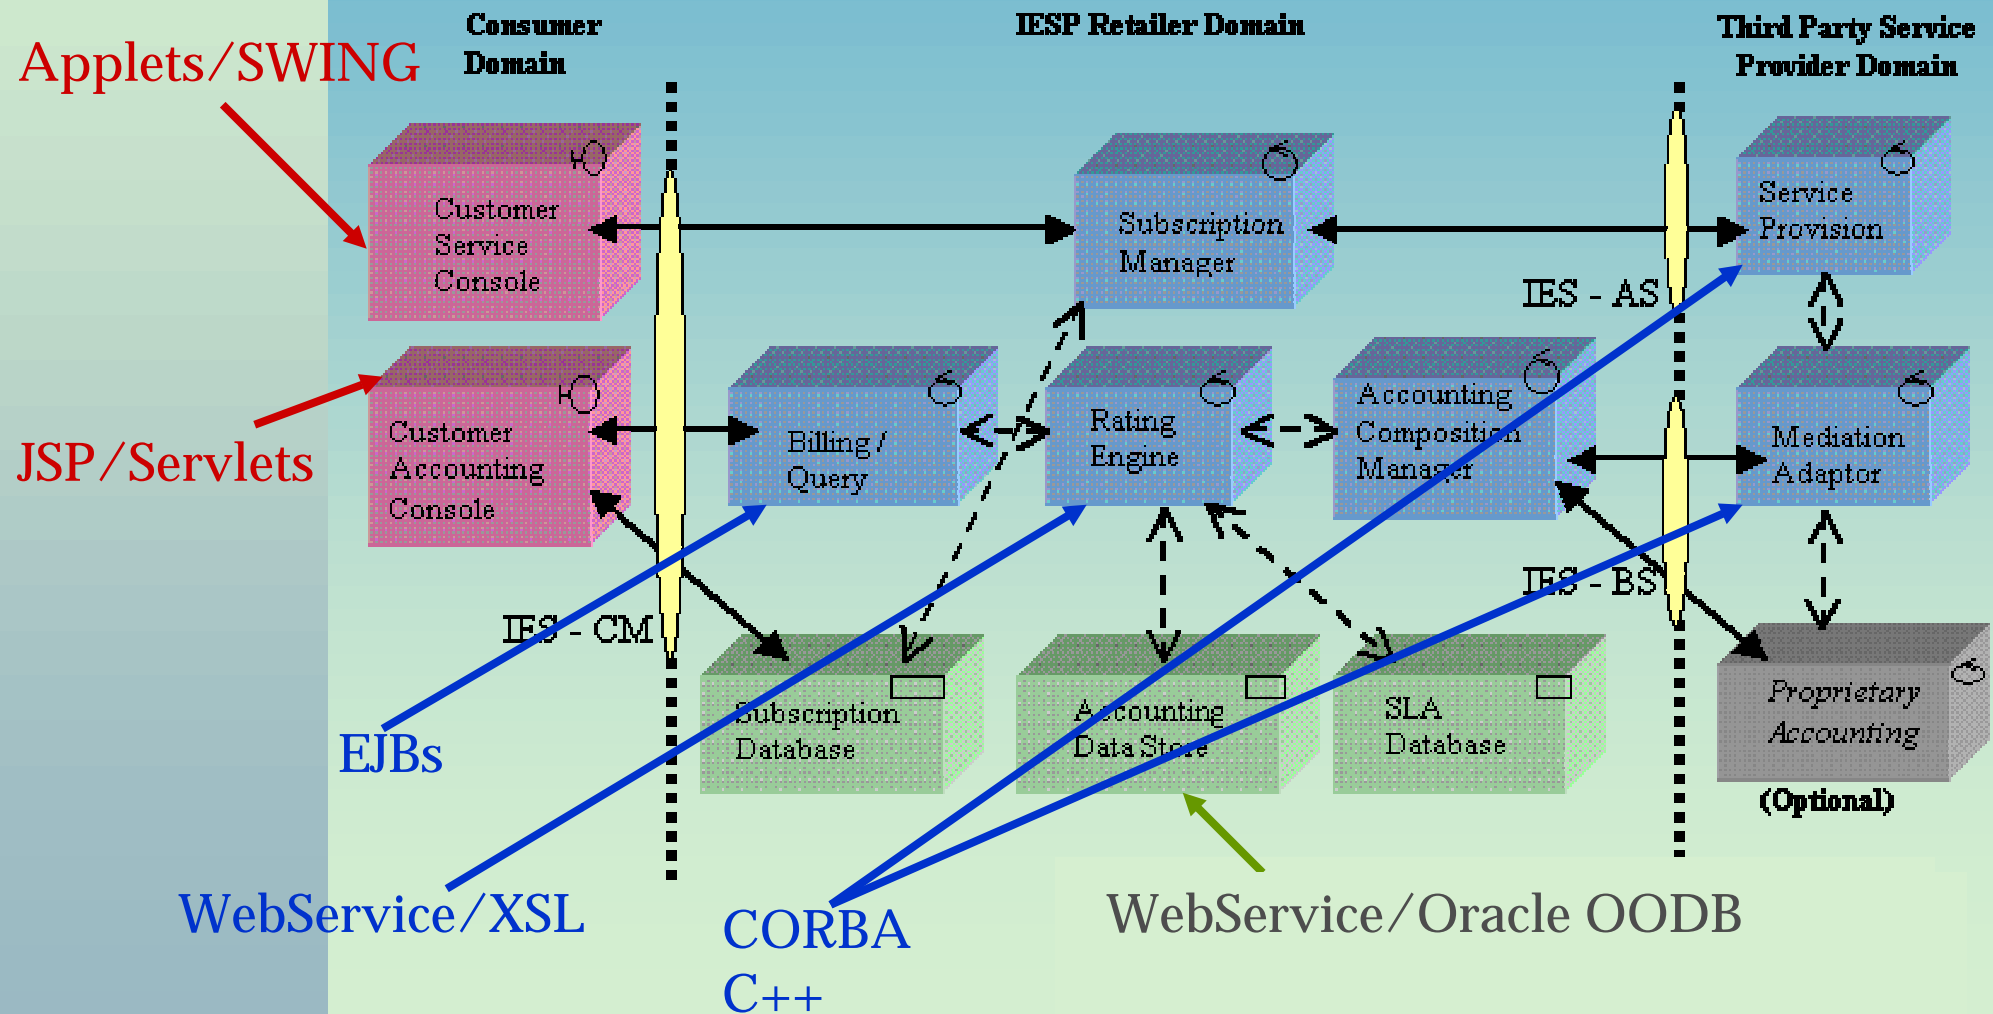 Consumer
Domain
IESP Retailer Domain
Third Party Service
Provider Domain
Applets/SWING
Customer
Service
Console
Subscription
Manager
Service
Provision
IES - AS
JSP/Servlets
Customer
Accounting
Console
Billing /
Query
Rating
Engine
Accounting
Composition
Manager
Mediation
Adaptor
IES - CM
IES - BS
Subscription
Database
Accounting
Data Store
SLA
Database
Proprietary
Accounting
(Optional)
EJBs
WebService/XSL
CORBA
C++
WebService/Oracle OODB